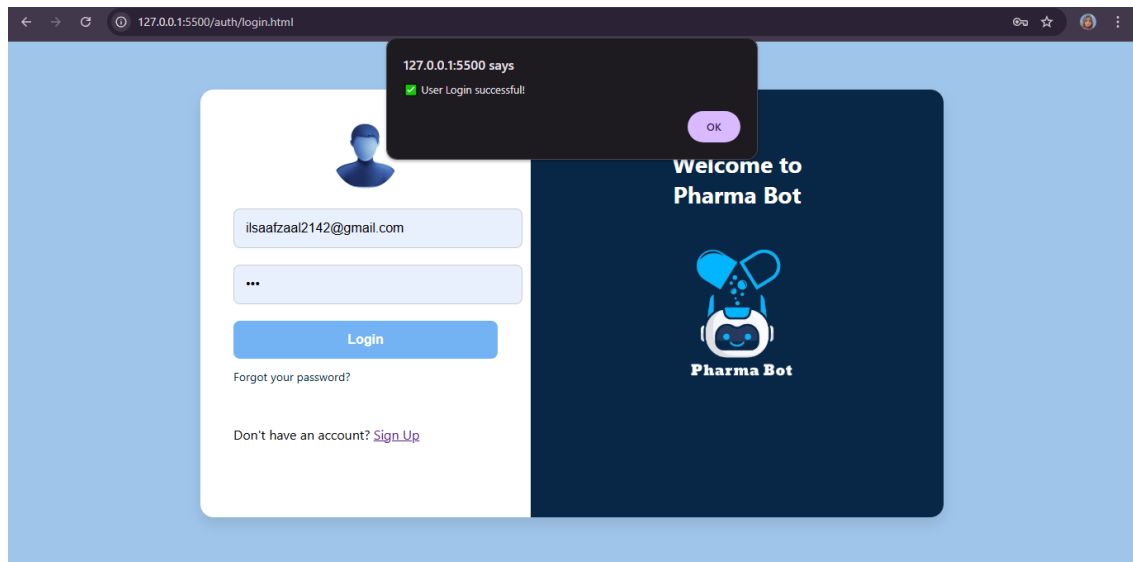 127.0.0.1:5500/auth/login.html
127.0.0.1:5500 says
✅ User Login successful!
OK
ilsaafzaal2142@gmail.com
•••
Login
Forgot your password?
Don't have an account? Sign Up
Welcome to
Pharma Bot
Pharma Bot